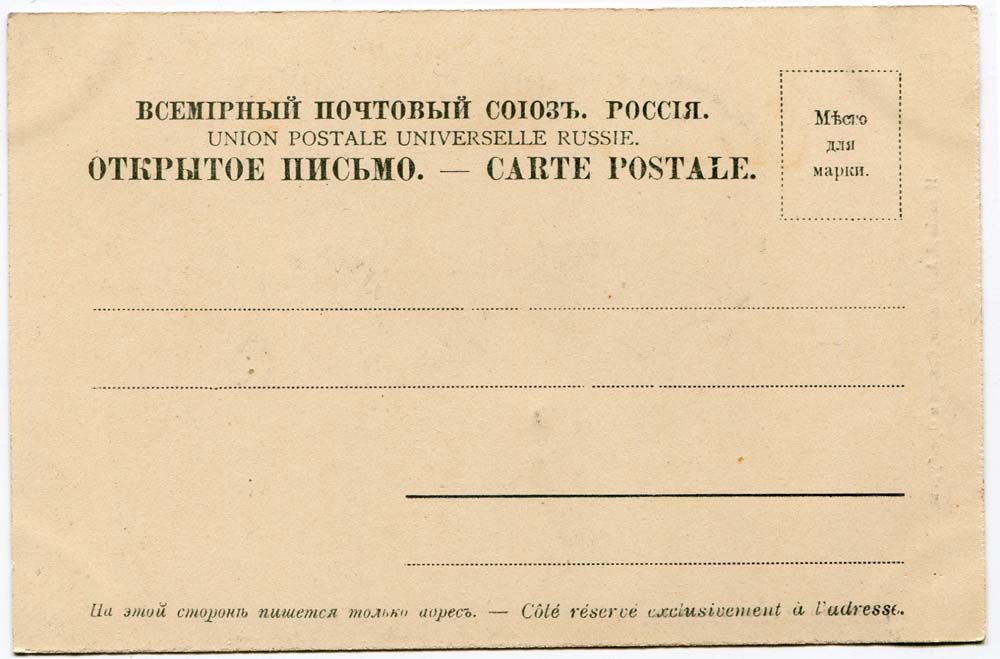 ВСЕМІРНЫЙ ПОЧТОВЫЙ СОЮЗЪ. РОССІЯ.
UNION POSTALE UNIVERSELLE RUSSIE.
ОТКРЫТОЕ ПИСЬМО. — CARTE POSTALE.
Мѣсто
для
марки.
На этой сторонѣ пишется только адресъ. — Côté réservé exclusivement à l'adresse.